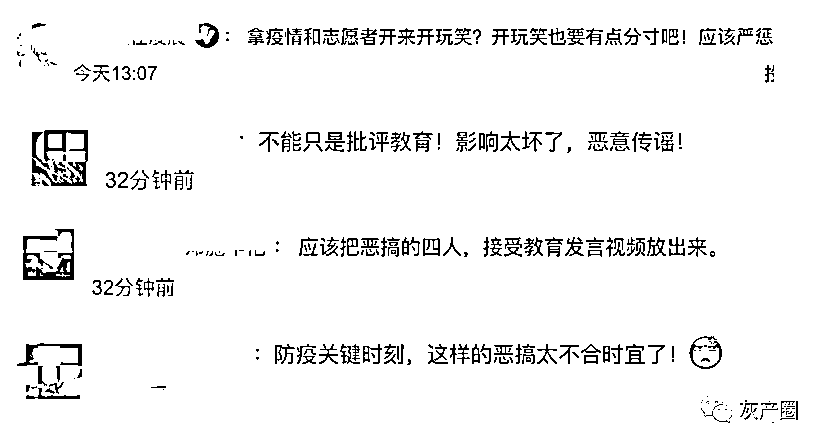 ：拿疫情和志愿者开来开玩笑？开玩笑也要有点分寸吧！应该严惩
今天13:07
不能只是批评教育！影响太坏了，恶意传谣！
32分钟前
：应该把恶搞的四人，接受教育发言视频放出来。
32分钟前
：防疫关键时刻，这样的恶搞太不合时宜了！
灰产圈